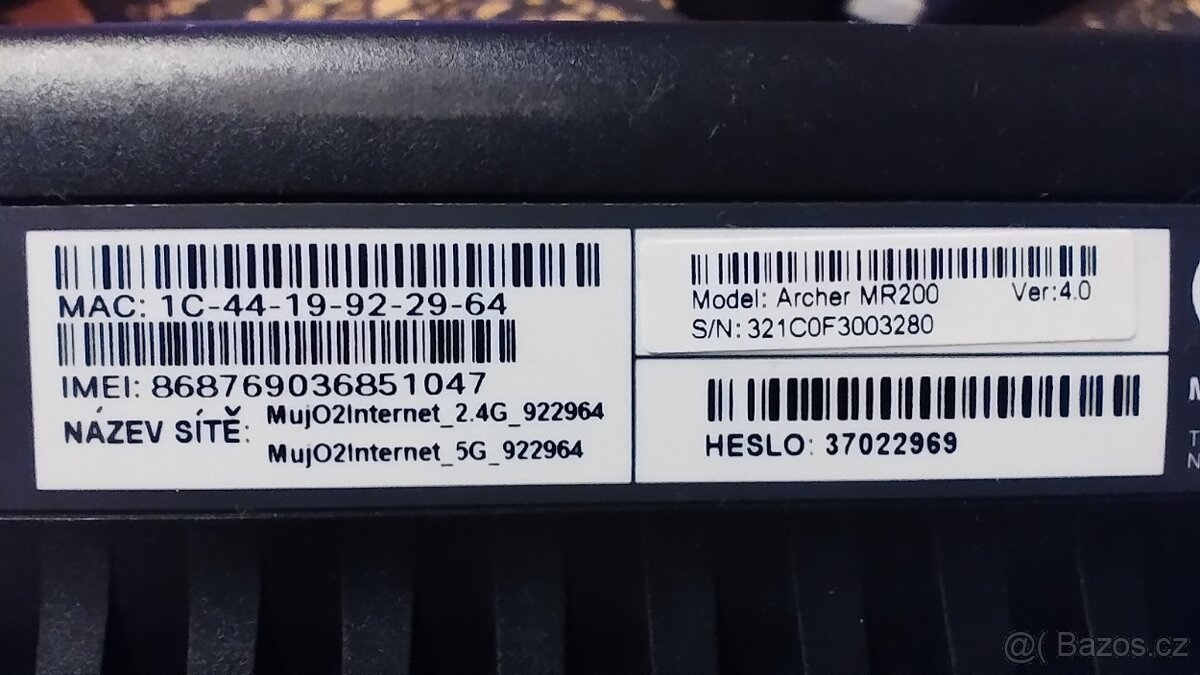 MAC: 1C-44-19-92-29-64
IMEI: 868769036851047
NÁZEV SÍTĚ: MujO2Internet_2.4G_922964
MujO2Internet_5G_922964
Model: Archer MR200 Ver:4.0
S/N: 321C0F3003280
HESLO: 37022969
@( Bazos.cz